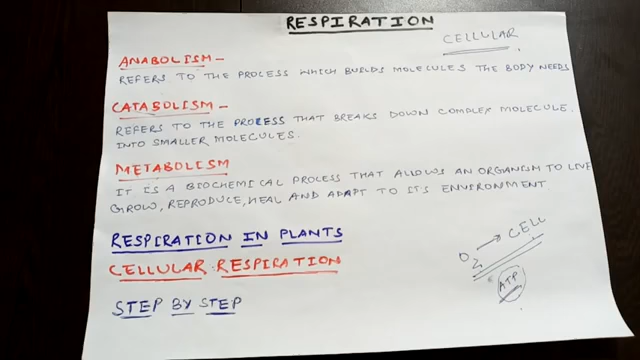 RESPIRATION
CELLULAR
ANABOLISM -
REFERS TO THE PROCESS WHICH BUILDS MOLECULES THE BODY NEEDS
CATABOLISM -
REFERS TO THE PROCESS THAT BREAKS DOWN COMPLEX MOLECULE
INTO SMALLER MOLECULES.
METABOLISM
IT IS A BIOCHEMICAL PROCESS THAT ALLOWS AN ORGANISM TO LIVE
GROW, REPRODUCE, HEAL AND ADAPT TO ITS ENVIRONMENT
RESPIRATION IN PLANTS
CELLULAR RESPIRATION
O2 → CELL
ATP
STEP BY STEP